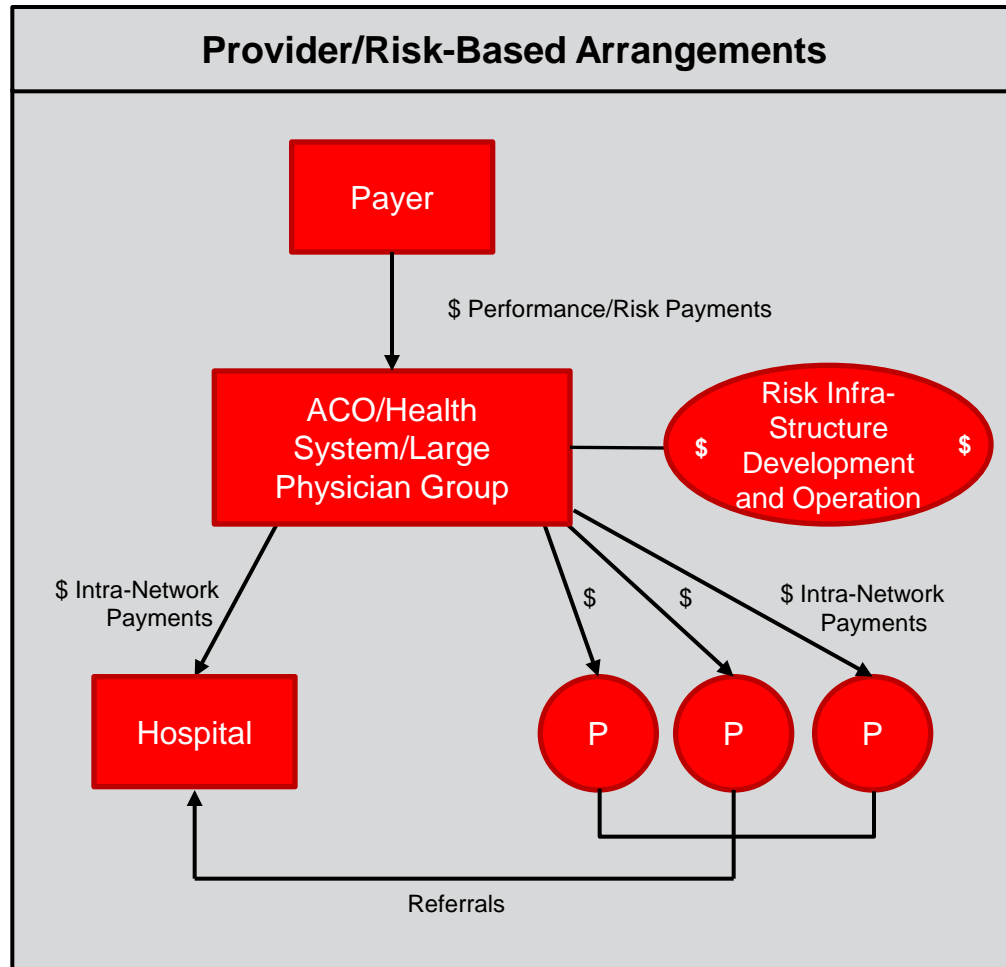 Provider/Risk-Based Arrangements
Payer
$ Performance/Risk Payments
ACO/Health
System/Large
Physician Group
Risk Infra-
Structure
$ Development $
and Operation
$ Intra-Network
Payments
$
$
$ Intra-Network
Payments
Hospital
P
P
P
Referrals